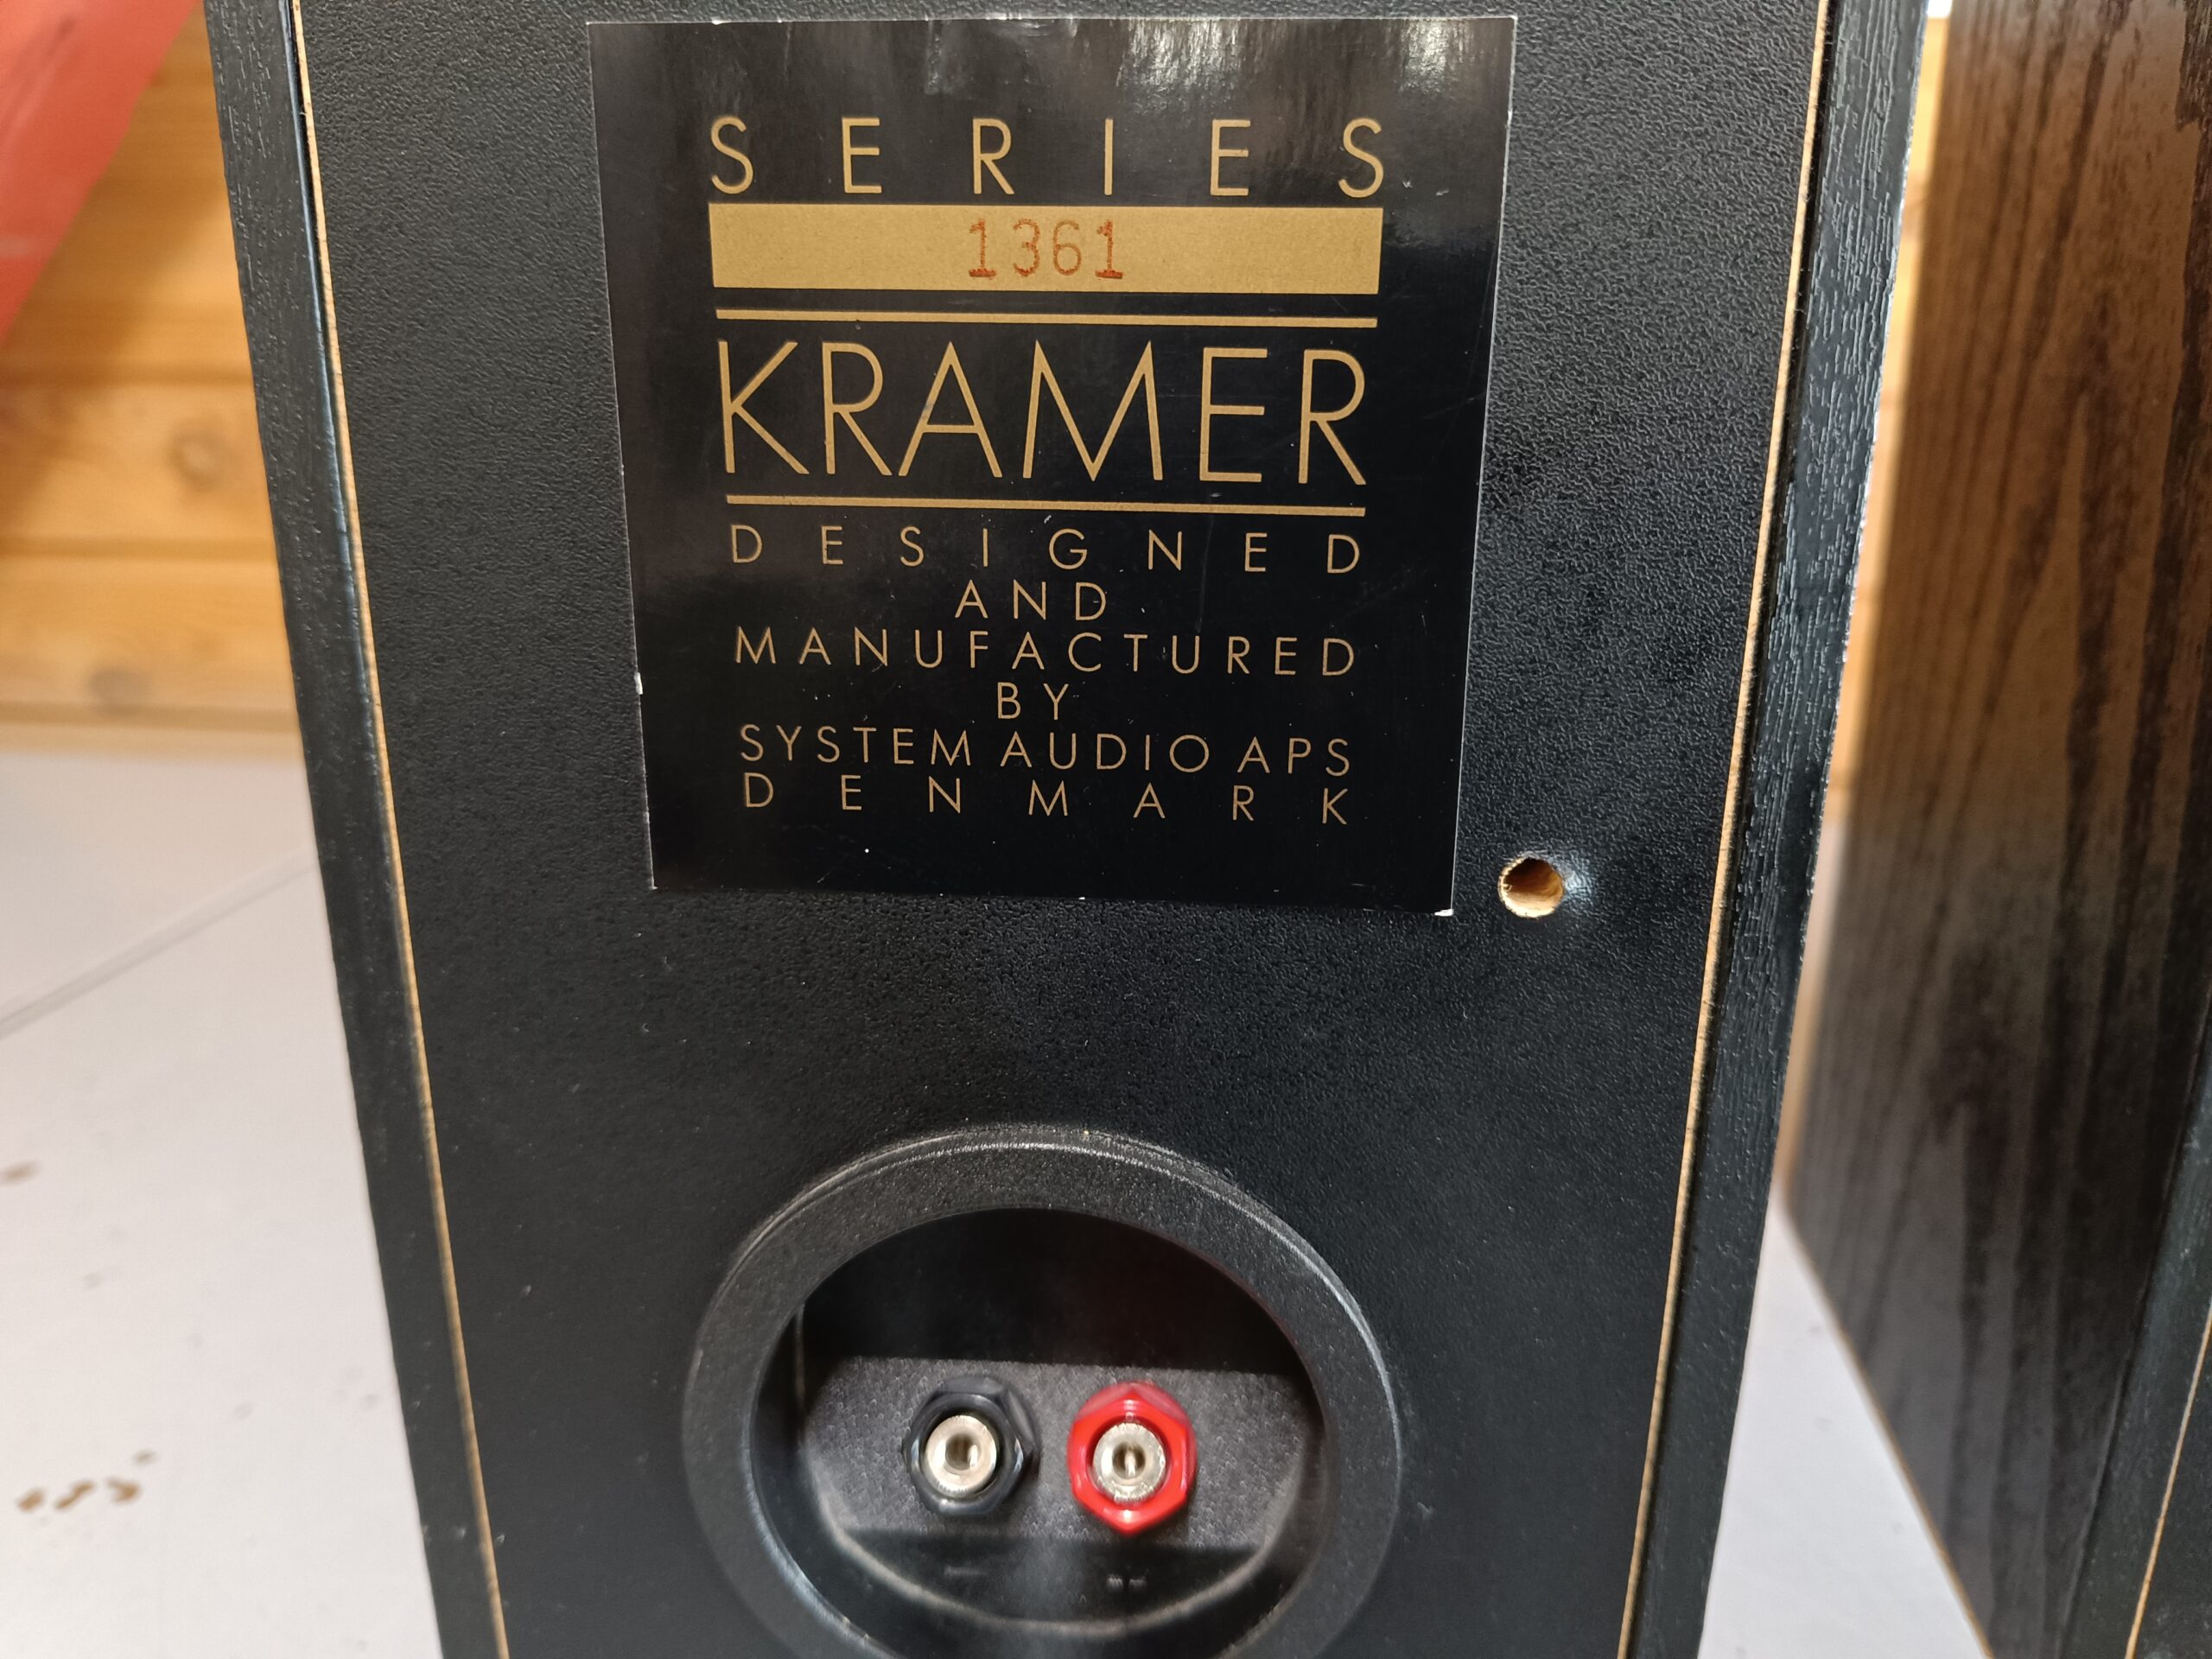 SERIES
1361
KRAMER
DESIGNED
AND
MANUFACTURED
BY
SYSTEM AUDIO APS
DENMARK